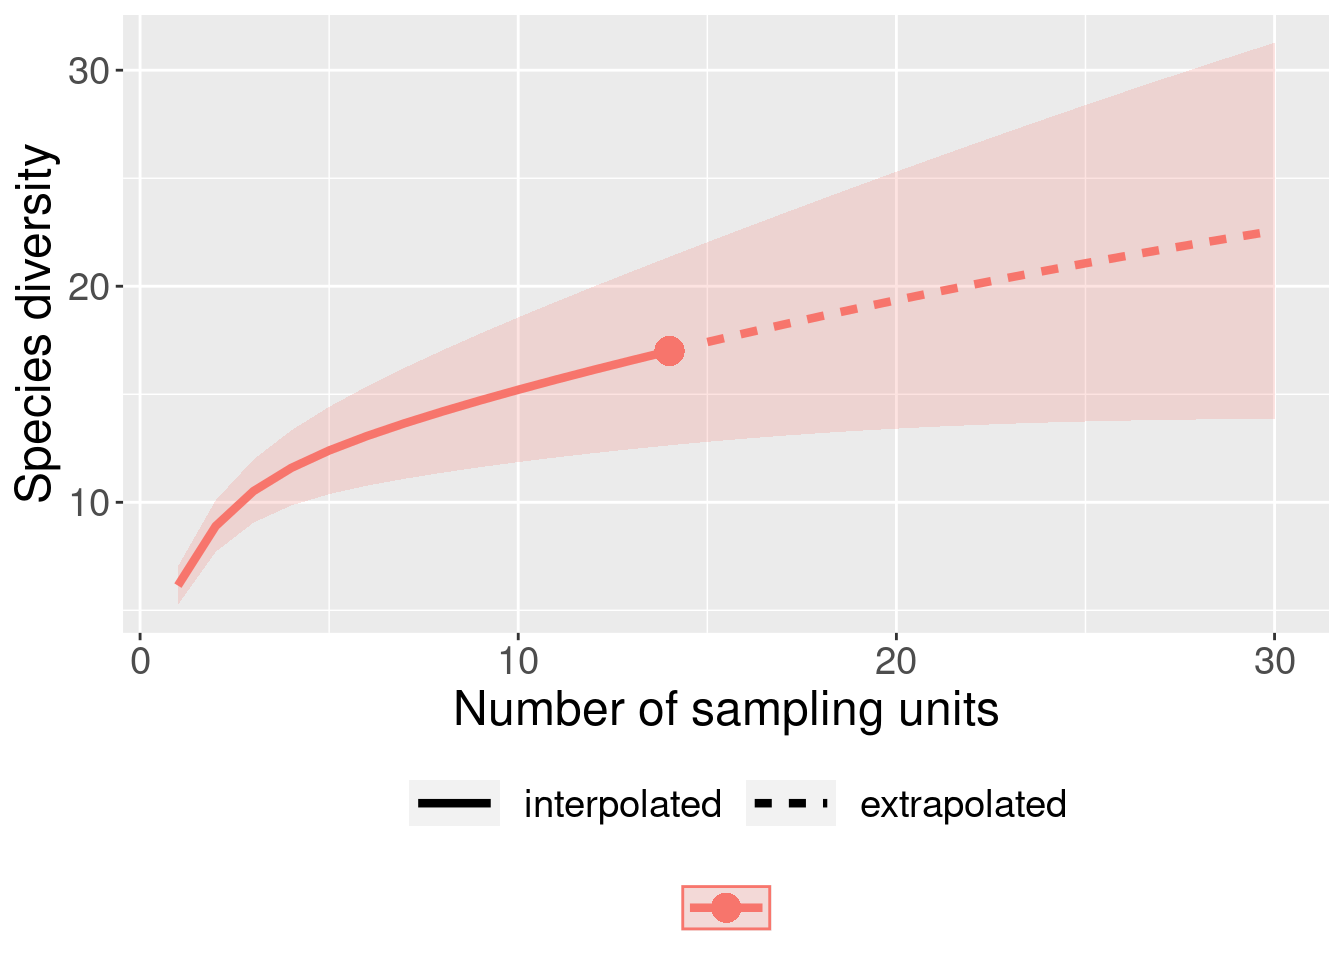 30
20
10
Species diversity
0 10 20 30
Number of sampling units
interpolated extrapolated